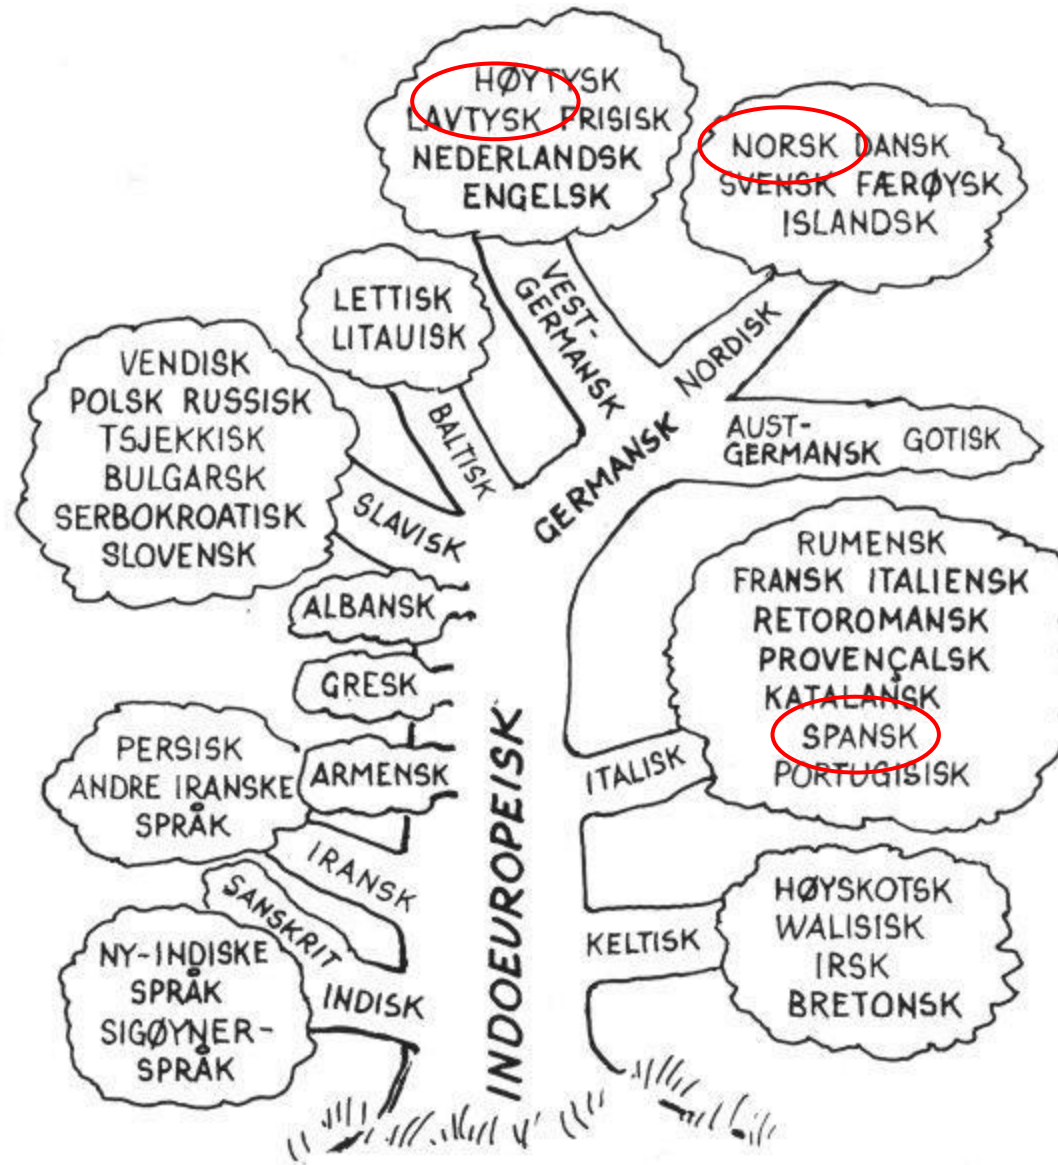 HØYTYSK
LAVTYSK FRISISK
NEDERLANDSK
ENGELSK
NORSK DANSK
SVENSK FÆRØYSK
ISLANDSK
LETTISK
LITAUISK
VEST-
GERMANSK
NORDISK
VENDISK
POLSK RUSSISK
TSJEKKISK
BULGARSK
SERBOKROATISK
SLOVENSK
BALTISK
SLAVISK
GERMANSK
AUST-
GERMANSK
GOTISK
RUMENSK
FRANSK ITALIENSK
RETOROMANSK
PROVENÇALSK
KATALANSK
SPANSK
PORTUGISISK
ITALISK
ALBANSK
GRESK
ARMENSK
PERSISK
ANDRE IRANSKE
SPRÅK
IRANSK
SANSKRIT
NY-INDISKE
SPRÅK
SIGØYNER-
SPRÅK
INDISK
INDOEUROPEISK
KELTISK
HØYSKOTSK
WALISISK
IRSK
BRETONSK